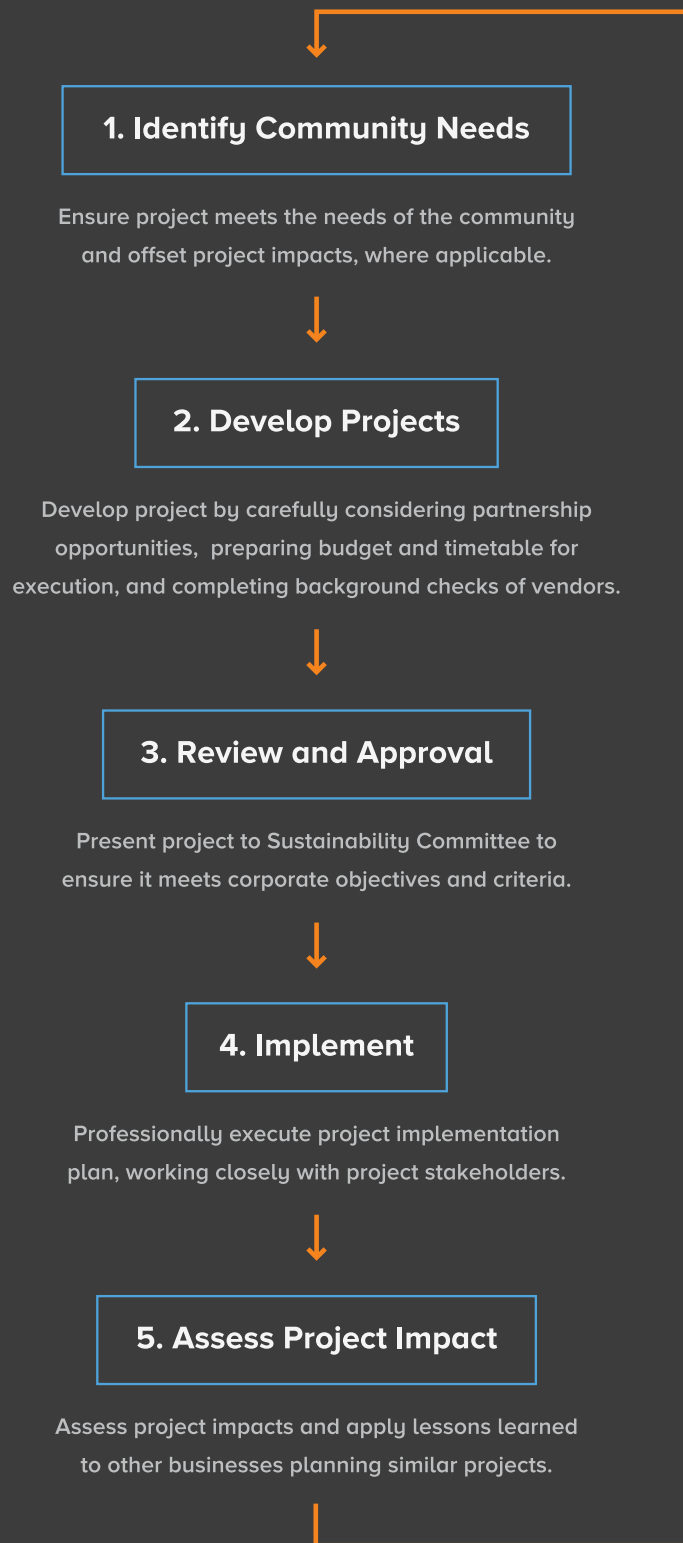 1. Identify Community Needs
Ensure project meets the needs of the community
and offset project impacts, where applicable.
2. Develop Projects
Develop project by carefully considering partnership
opportunities,  preparing budget and timetable for
execution, and completing background checks of vendors.
3. Review and Approval
Present project to Sustainability Committee to
ensure it meets corporate objectives and criteria.
4. Implement
Professionally execute project implementation
plan, working closely with project stakeholders.
5. Assess Project Impact
Assess project impacts and apply lessons learned
to other businesses planning similar projects.